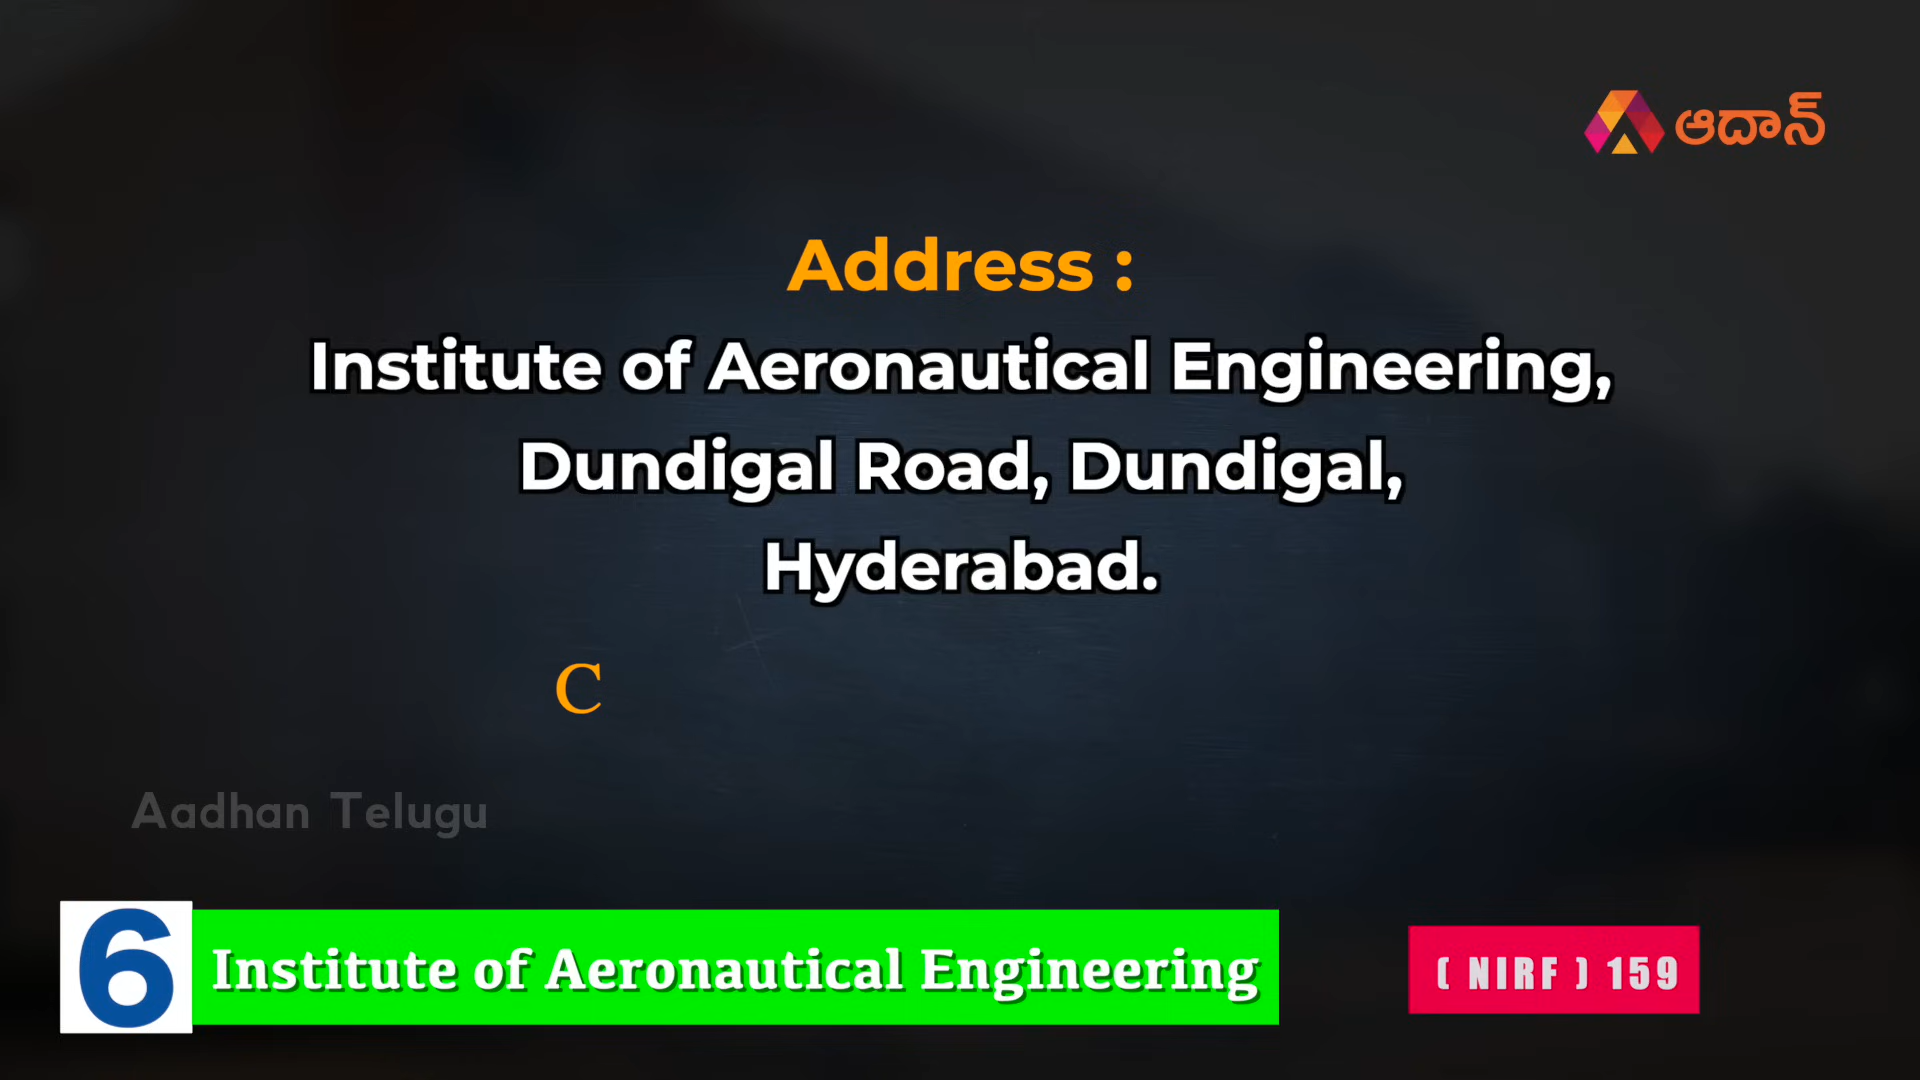 ఆదాన్
Address :
Institute of Aeronautical Engineering,
Dundigal Road, Dundigal,
Hyderabad.
C
Aadhan Telugu
6
Institute of Aeronautical Engineering
( NIRF ) 159